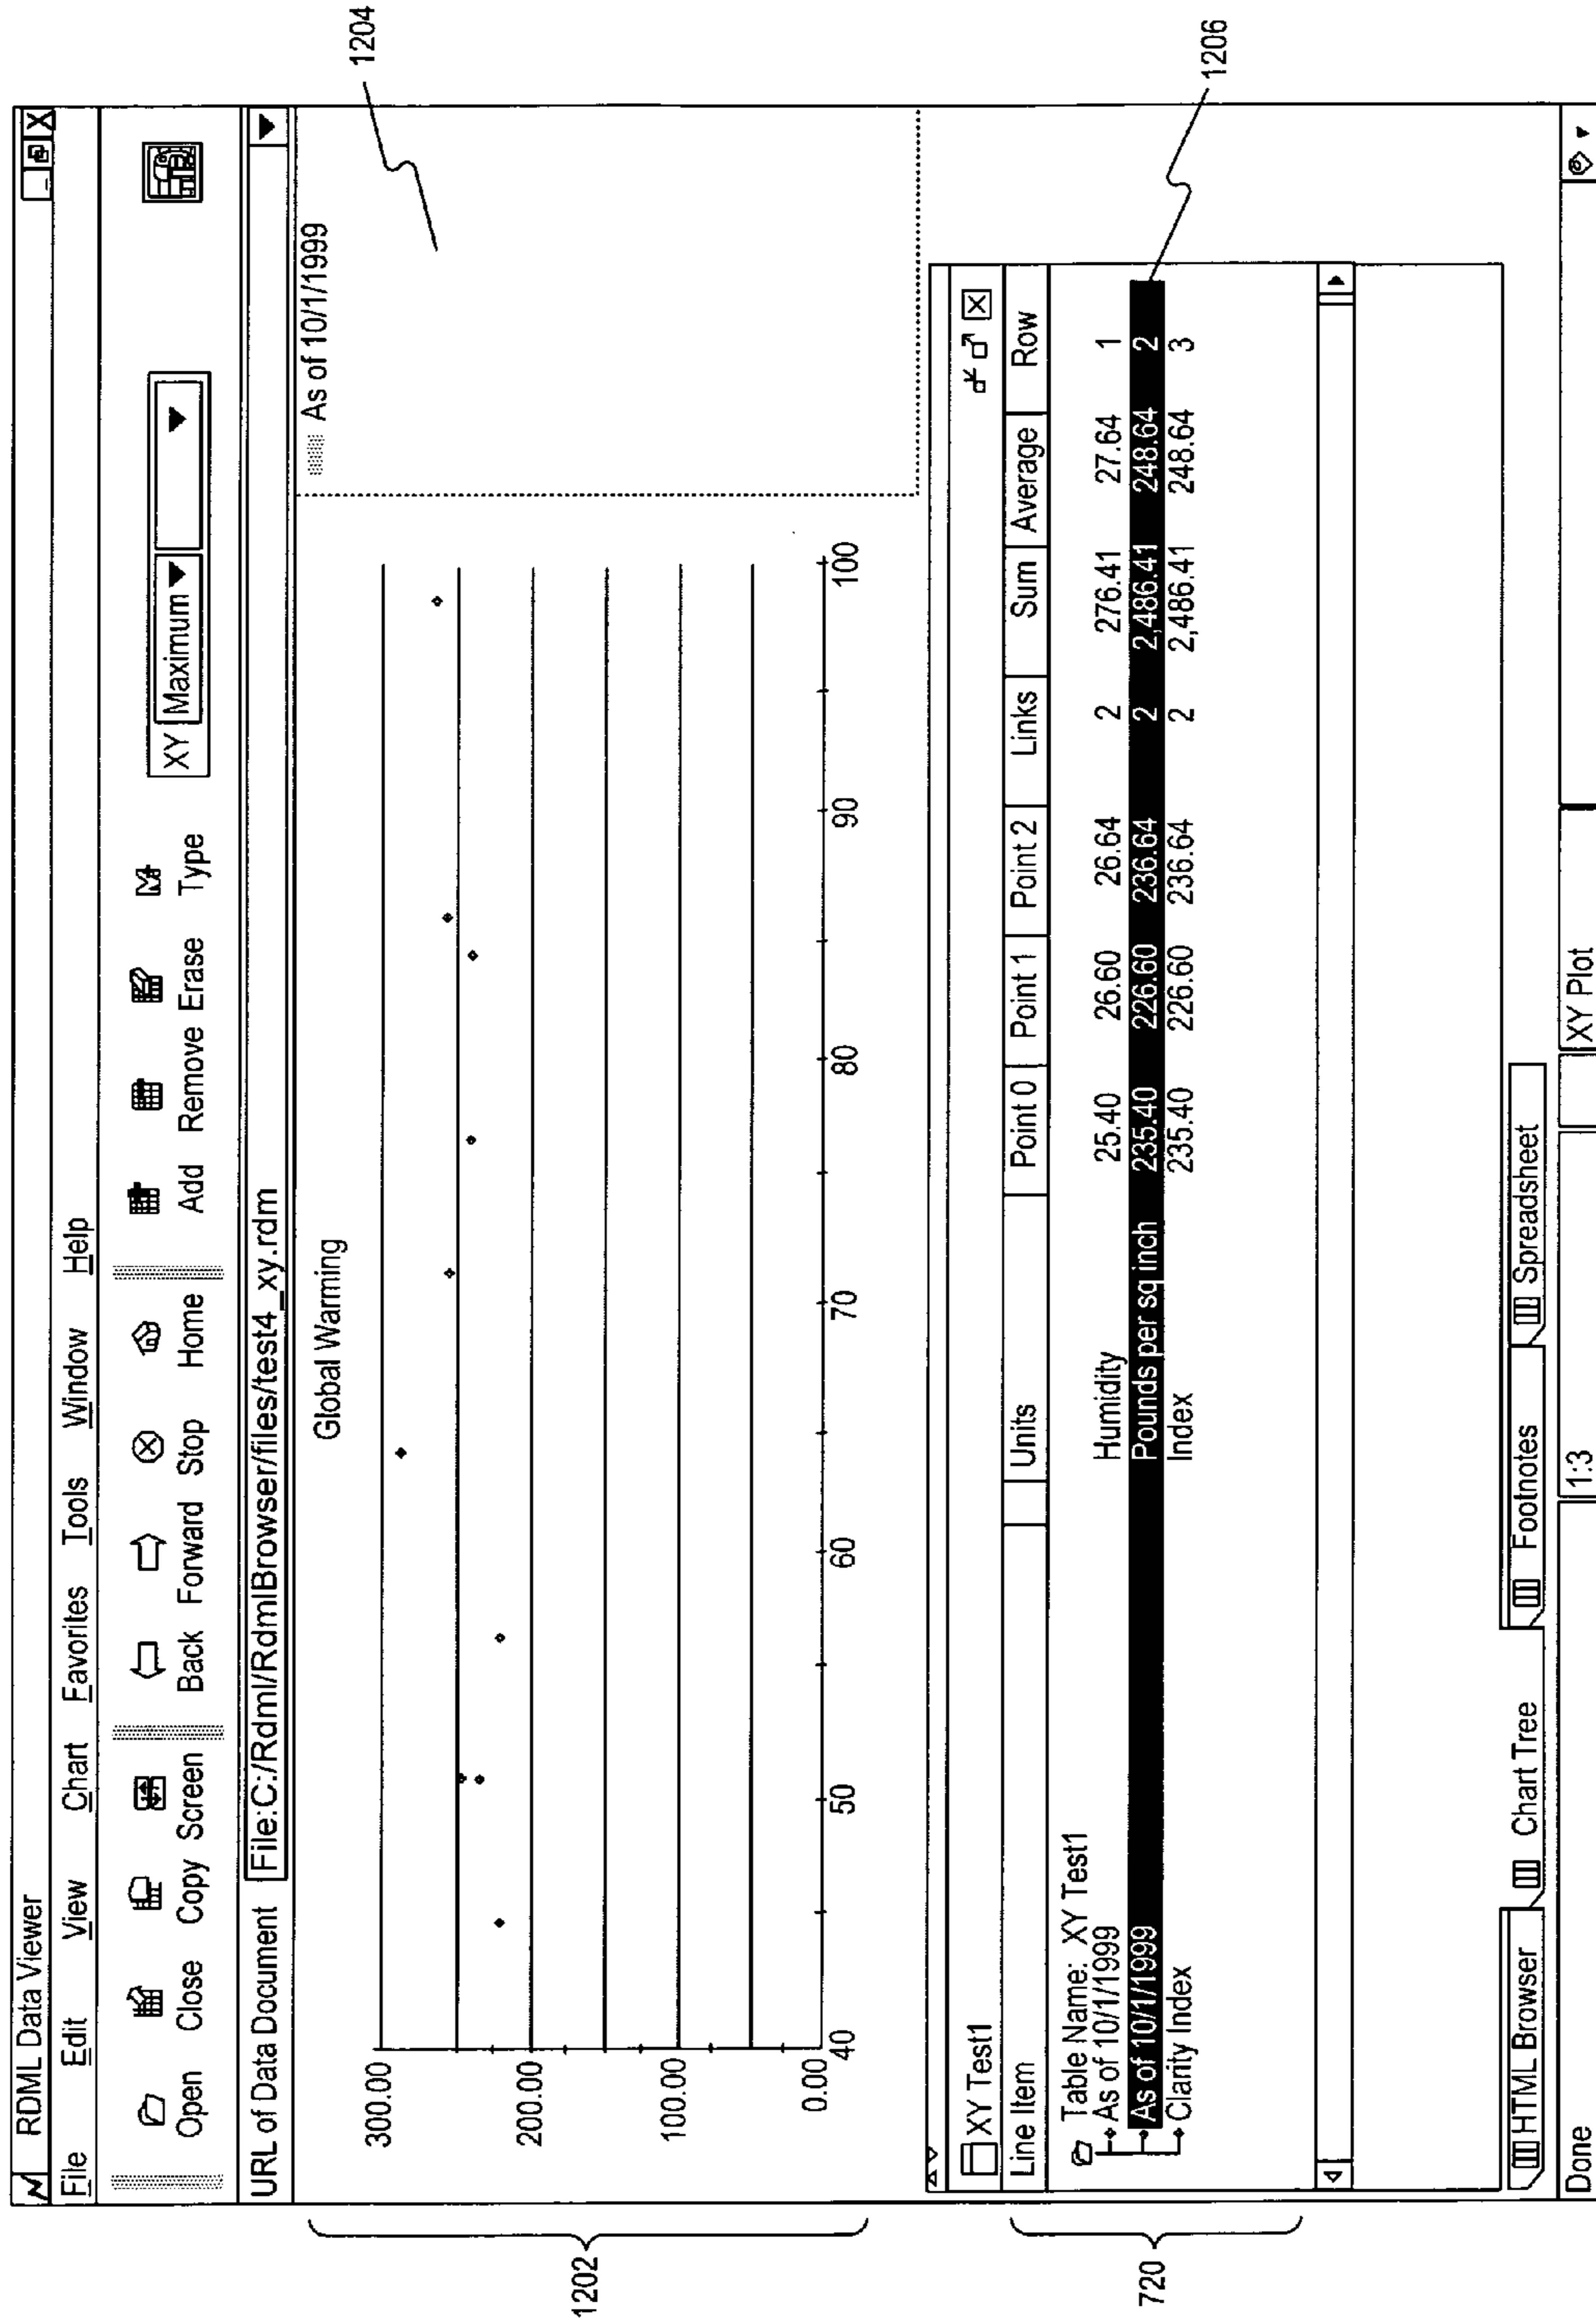 RDML Data Viewer
File Edit View Chart Favorites Tools Window Help
Open Close Copy Screen Back Forward Stop Home Add Remove Erase Type XY Maximum
URL of Data Document File:C:/Rdml/RdmlBrowser/files/test4_xy.rdm
Global Warming
As of 10/1/1999
300.00
200.00
100.00
0.00
40 50 60 70 80 90 100
1202
1204
XY Test1
Line Item Units Point 0 Point 1 Point 2 Links Sum Average Row
Table Name: XY Test1
As of 10/1/1999 Humidity 25.40 26.60 26.64 2 276.41 27.64 1
As of 10/1/1999 Pounds per sq inch 235.40 226.60 236.64 2 2,486.41 248.64 2
Clarity Index Index 235.40 226.60 236.64 2 2,486.41 248.64 3
720
1206
HTML Browser Chart Tree Footnotes Spreadsheet
Done 1:3 XY Plot